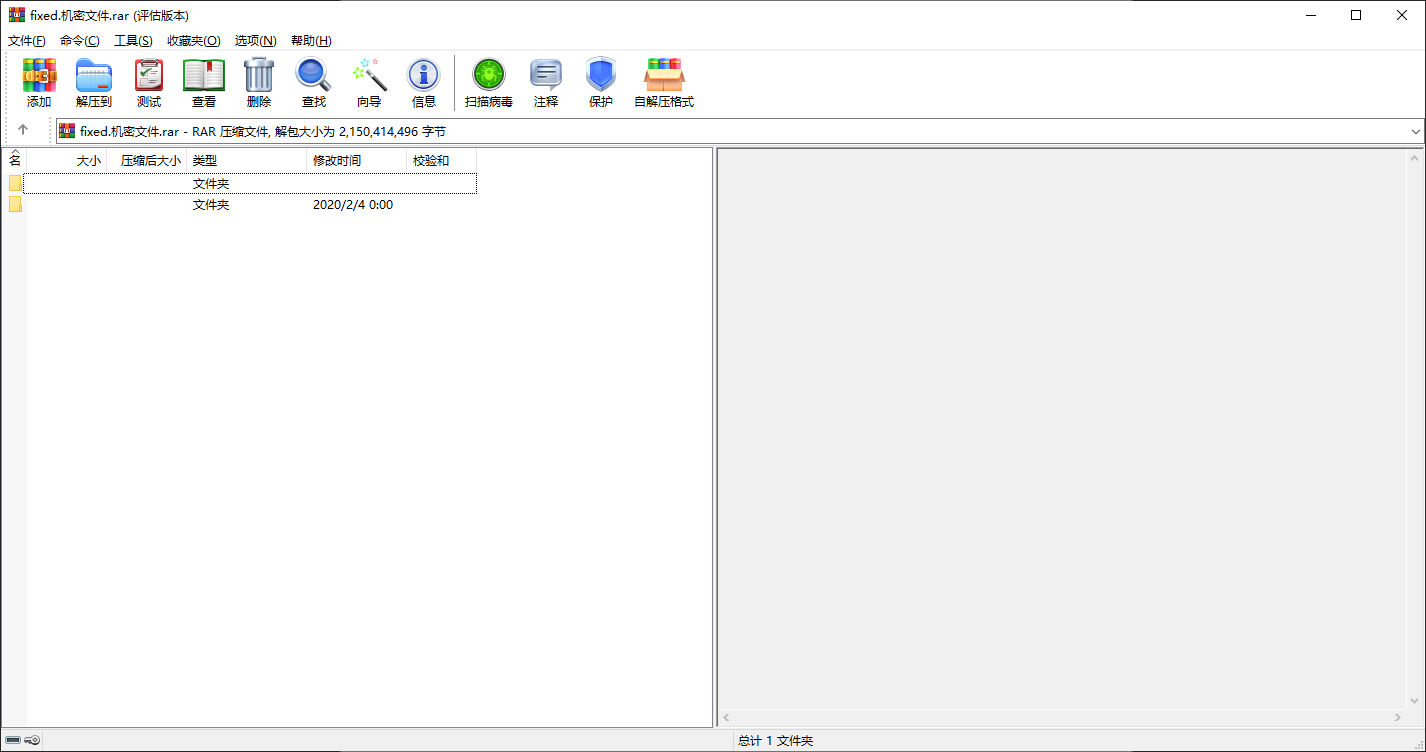 fixed.机密文件.rar (评估版本)
文件(F) 命令(C) 工具(S) 收藏夹(O) 选项(N) 帮助(H)
添加 解压到 测试 查看 删除 查找 向导 信息 扫描病毒 注释 保护 自解压格式
fixed.机密文件.rar - RAR 压缩文件, 解包大小为 2,150,414,496 字节
名 大小 压缩后大小 类型 修改时间 校验和
文件夹
文件夹 2020/2/4 0:00
总计 1 文件夹